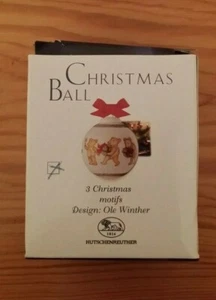 CHRISTMAS
BALL
3 Christmas
motifs
Design: Ole Winther
HUTSCHENREUTHER